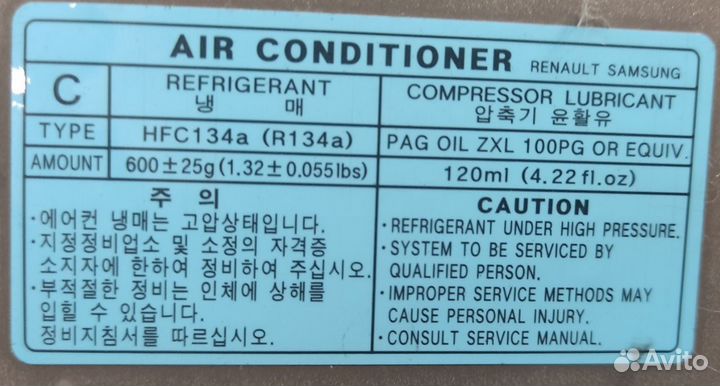 AIR CONDITIONER RENAULT SAMSUNG
C
REFRIGERANT
냉 매
COMPRESSOR LUBRICANT
압축기 윤활유
TYPE HFC134a (R134a) PAG OIL ZXL 100PG OR EQUIV.
AMOUNT 600±25g (1.32±0.055lbs) 120ml (4.22fl.oz)
주 의
·에어컨 냉매는 고압상태입니다.
·지정정비업소 및 소정의 자격증
소지자에 한하여 정비하여 주십시오.
·부적절한 정비는 인체에 상해를
입힐 수 있습니다.
정비지침서를 따르십시오.
CAUTION
·REFRIGERANT UNDER HIGH PRESSURE.
·SYSTEM TO BE SERVICED BY
QUALIFIED PERSON.
·IMPROPER SERVICE METHODS MAY
CAUSE PERSONAL INJURY.
·CONSULT SERVICE MANUAL.
Avito